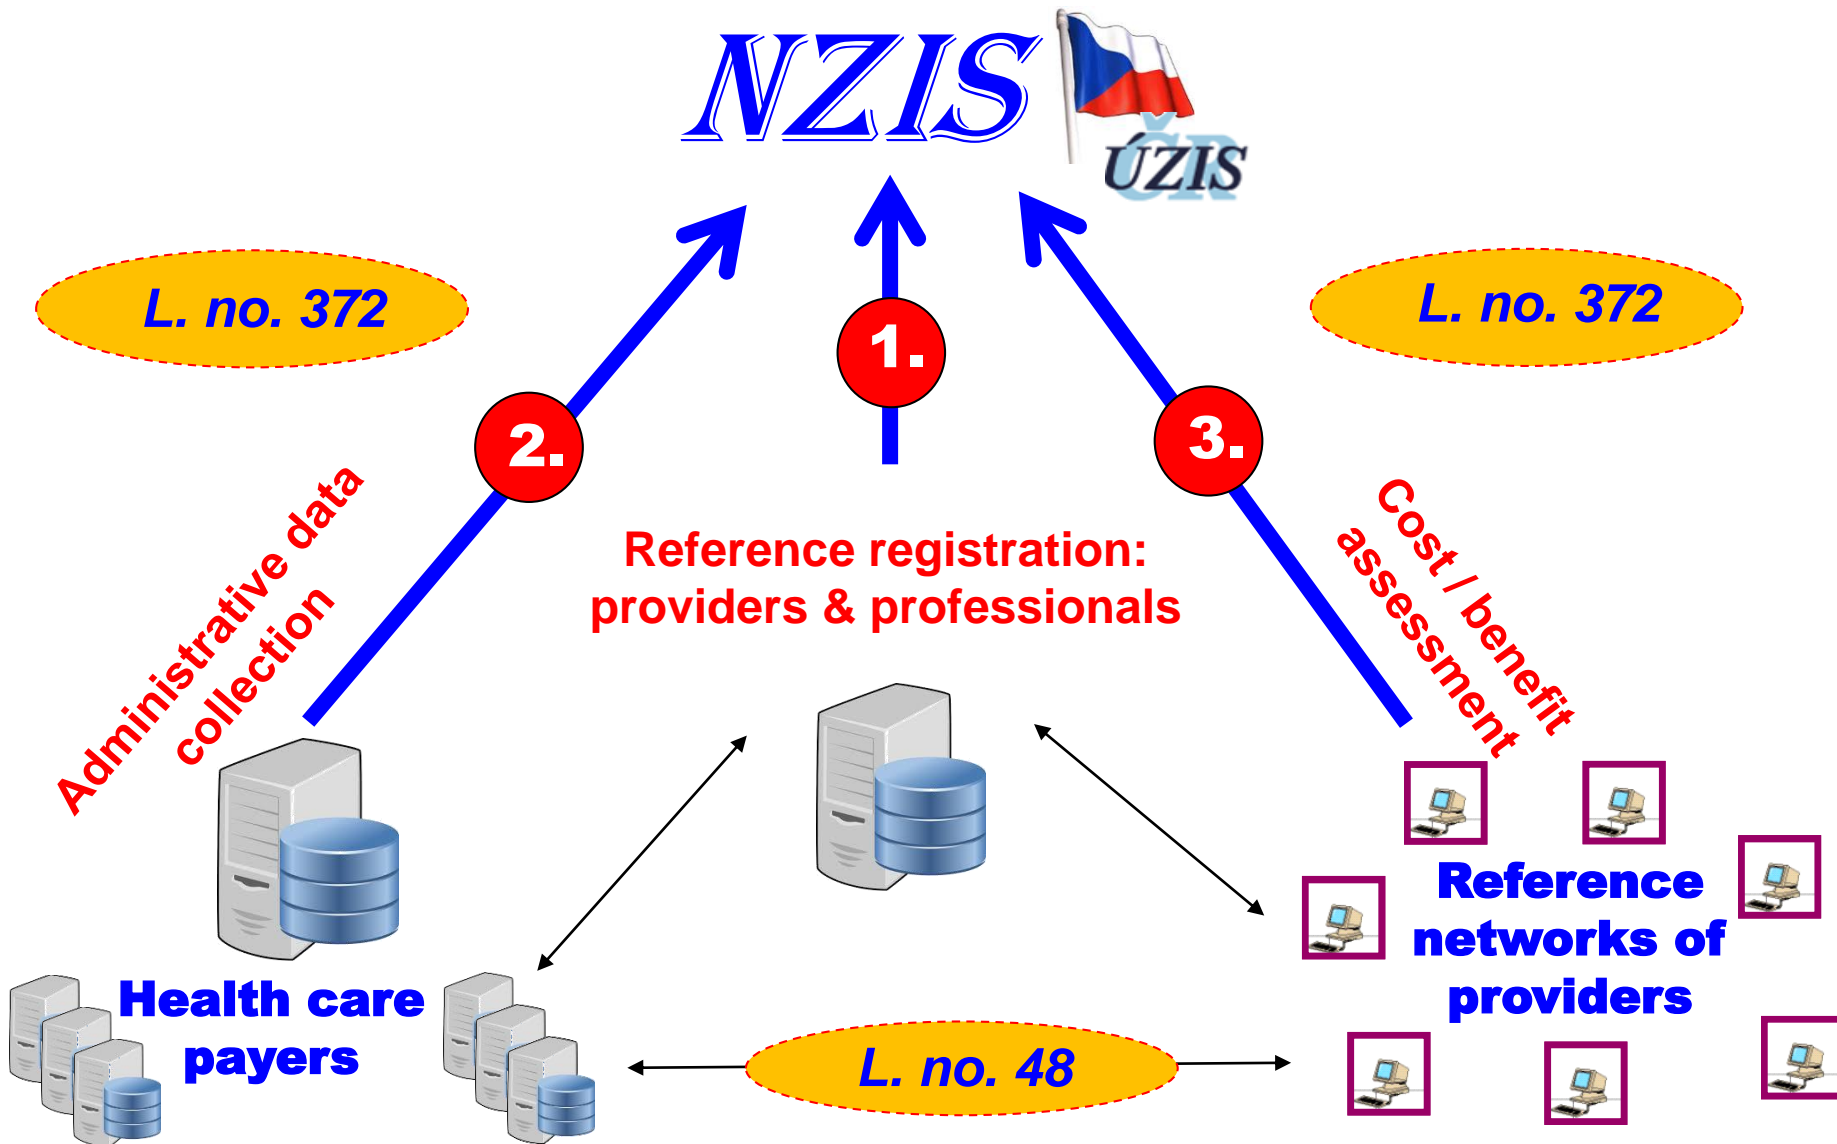 NZIS
ČR
ÚZIS
L. no. 372
L. no. 372
1.
2.
3.
Administrative data
collection
Reference registration:
providers & professionals
Cost / benefit
assessment
Health care
payers
Reference
networks of
providers
L. no. 48